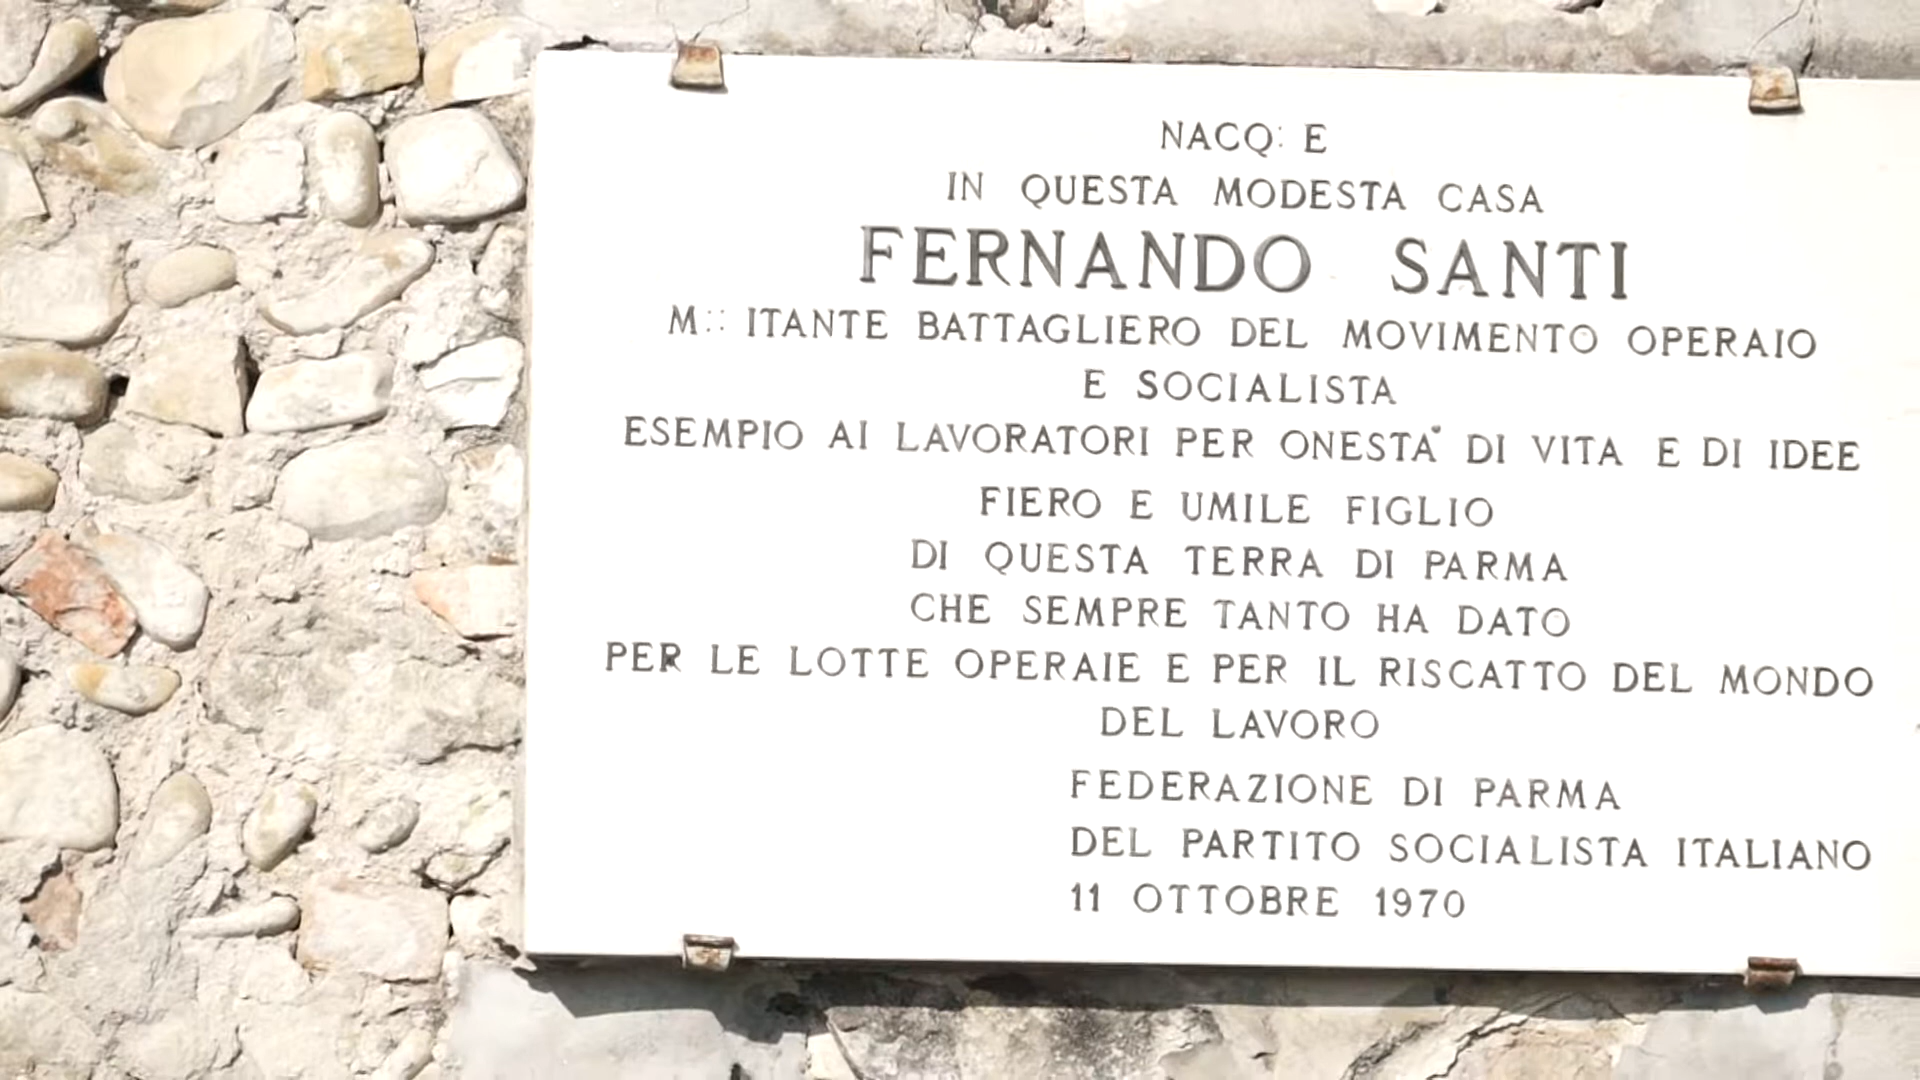 NACQ: E
IN QUESTA MODESTA CASA
FERNANDO SANTI
M:: ITANTE BATTAGLIERO DEL MOVIMENTO OPERAIO
E SOCIALISTA
ESEMPIO AI LAVORATORI PER ONESTA' DI VITA E DI IDEE
FIERO E UMILE FIGLIO
DI QUESTA TERRA DI PARMA
CHE SEMPRE TANTO HA DATO
PER LE LOTTE OPERAIE E PER IL RISCATTO DEL MONDO
DEL LAVORO
FEDERAZIONE DI PARMA
DEL PARTITO SOCIALISTA ITALIANO
11 OTTOBRE 1970